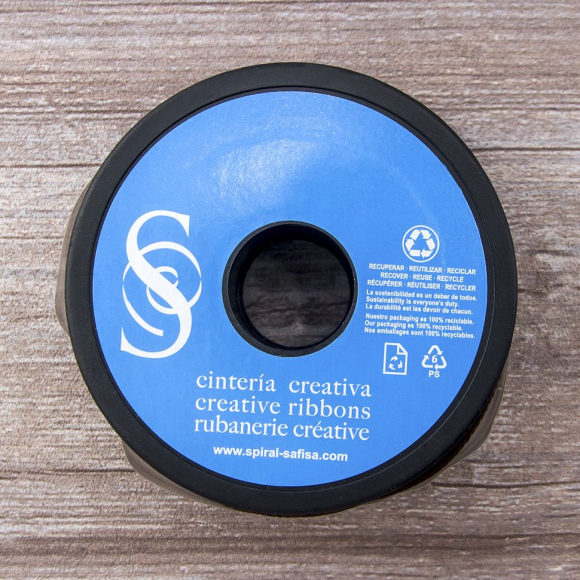 S
RECUPERAR · REUTILIZAR · RECICLAR
RECOVER · REUSE · RECYCLE
RÉCUPÉRER · RÉUTILISER · RECYCLER
La sostenibilidad es un deber de todos.
Sustainability is everyone's duty.
La durabilité est les devoir de chacun.
Nuestro packaging es 100% reciclable.
Our packaging es 100% recyclable.
Nos emballages sont 100% recyclables.
6
PS
cintería creativa
creative ribbons
rubanerie créative
www.spiral-safisa.com